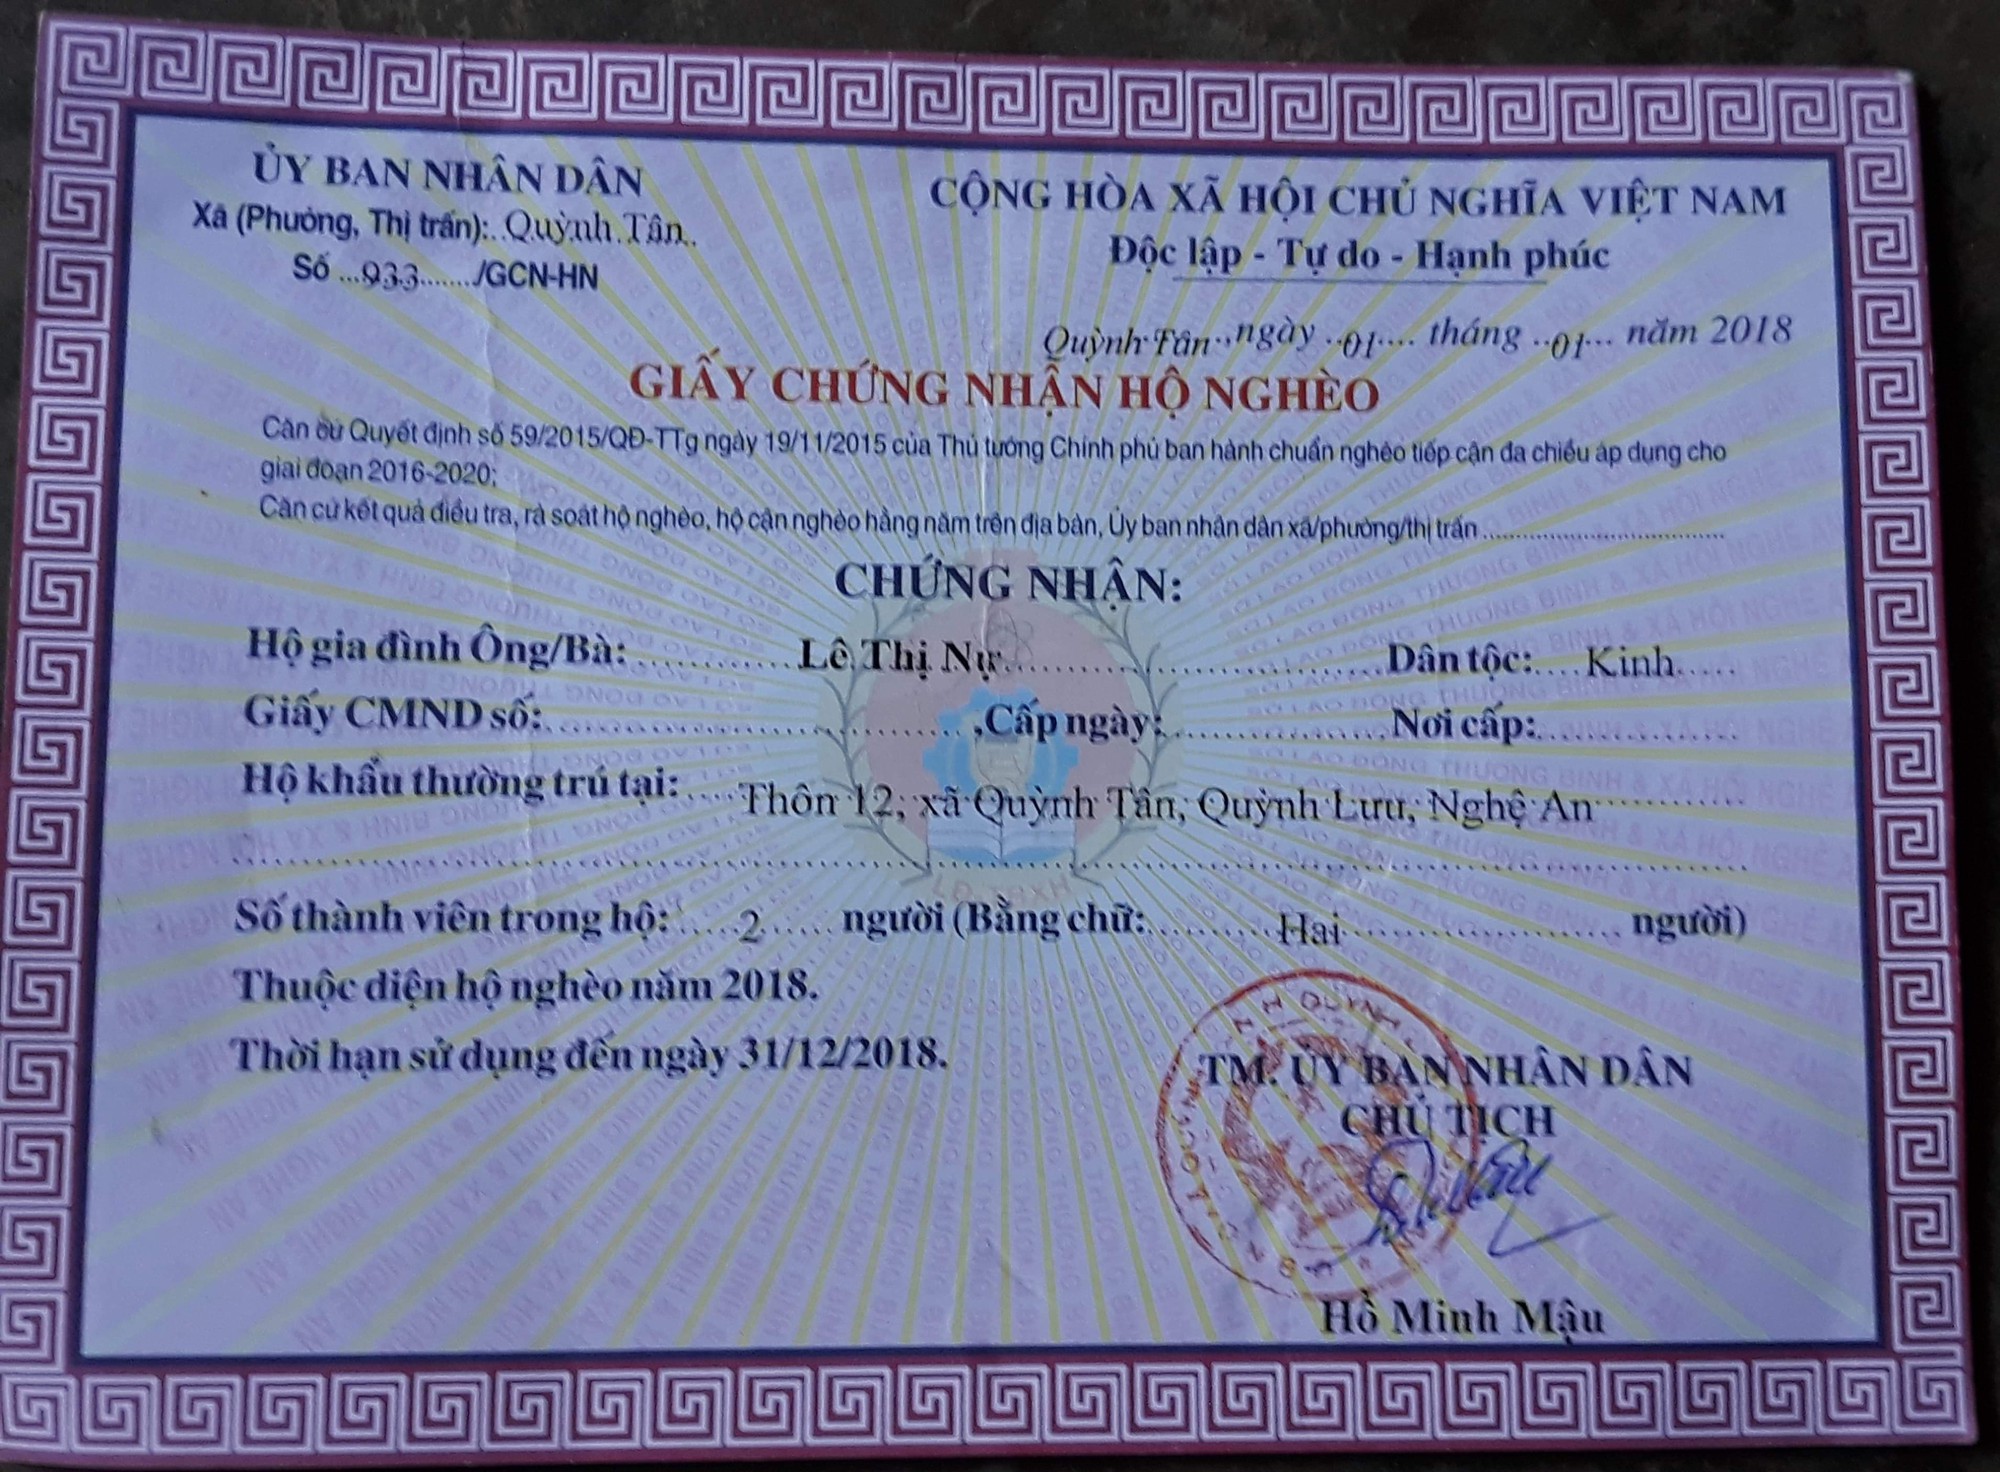 ỦY BAN NHÂN DÂN
Xã (Phường, Thị trấn): Quỳnh Tân
Số ...933......./GCN-HN
CỘNG HÒA XÃ HỘI CHỦ NGHĨA VIỆT NAM
Độc lập - Tự do - Hạnh phúc
Quỳnh Tân, ngày 01 tháng 01 năm 2018
GIẤY CHỨNG NHẬN HỘ NGHÈO
Căn cứ Quyết định số 59/2015/QĐ-TTg ngày 19/11/2015 của Thủ tướng Chính phủ ban hành chuẩn nghèo tiếp cận đa chiều áp dụng cho
giai đoạn 2016-2020;
Căn cứ kết quả điều tra, rà soát hộ nghèo, hộ cận nghèo hằng năm trên địa bàn, Ủy ban nhân dân xã/phường/thị trấn
CHỨNG NHẬN:
Hộ gia đình Ông/Bà: Lê Thị Nự Dân tộc: Kinh
Giấy CMND số: , Cấp ngày: Nơi cấp:
Hộ khẩu thường trú tại: Thôn 12, xã Quỳnh Tân, Quỳnh Lưu, Nghệ An
Số thành viên trong hộ: 2 người (Bằng chữ: Hai người)
Thuộc diện hộ nghèo năm 2018.
Thời hạn sử dụng đến ngày 31/12/2018.
TM. ỦY BAN NHÂN DÂN
CHỦ TỊCH
Hồ Minh Mậu